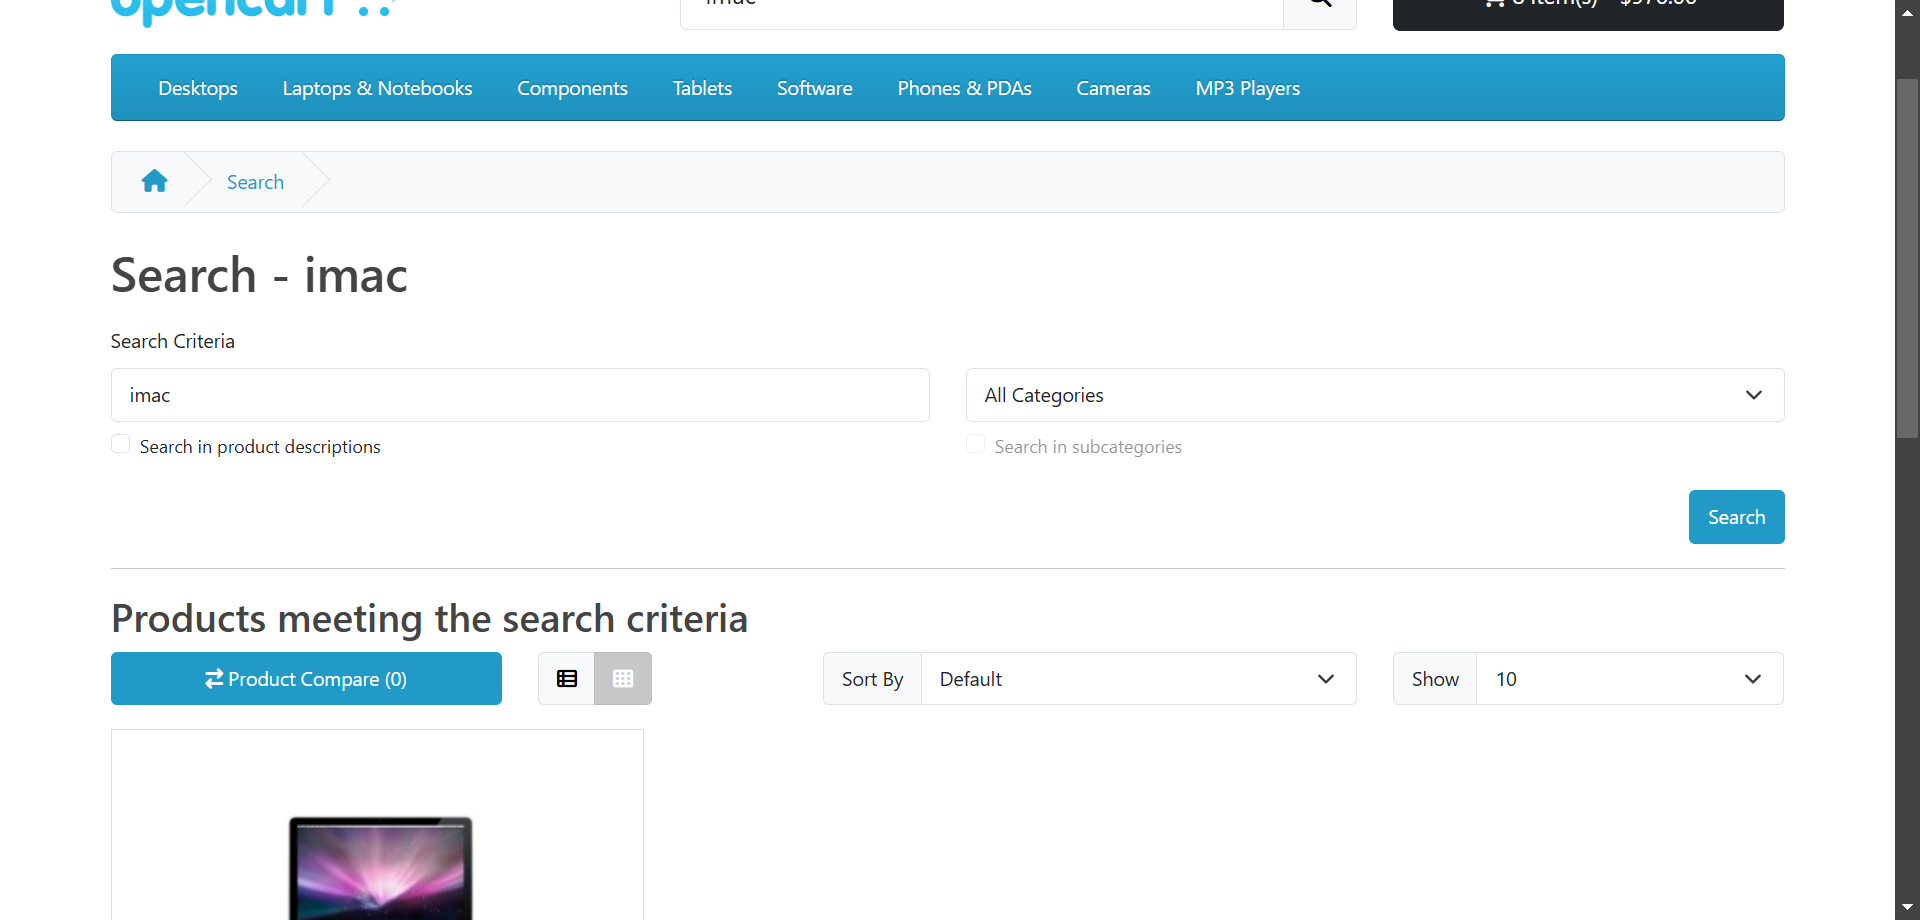 opencart
imac
Desktops
Laptops & Notebooks
Components
Tablets
Software
Phones & PDAs
Cameras
MP3 Players
Search
Search - imac
Search Criteria
imac
All Categories
Search in product descriptions
Search in subcategories
Search
Products meeting the search criteria
Product Compare (0)
Sort By
Default
Show
10